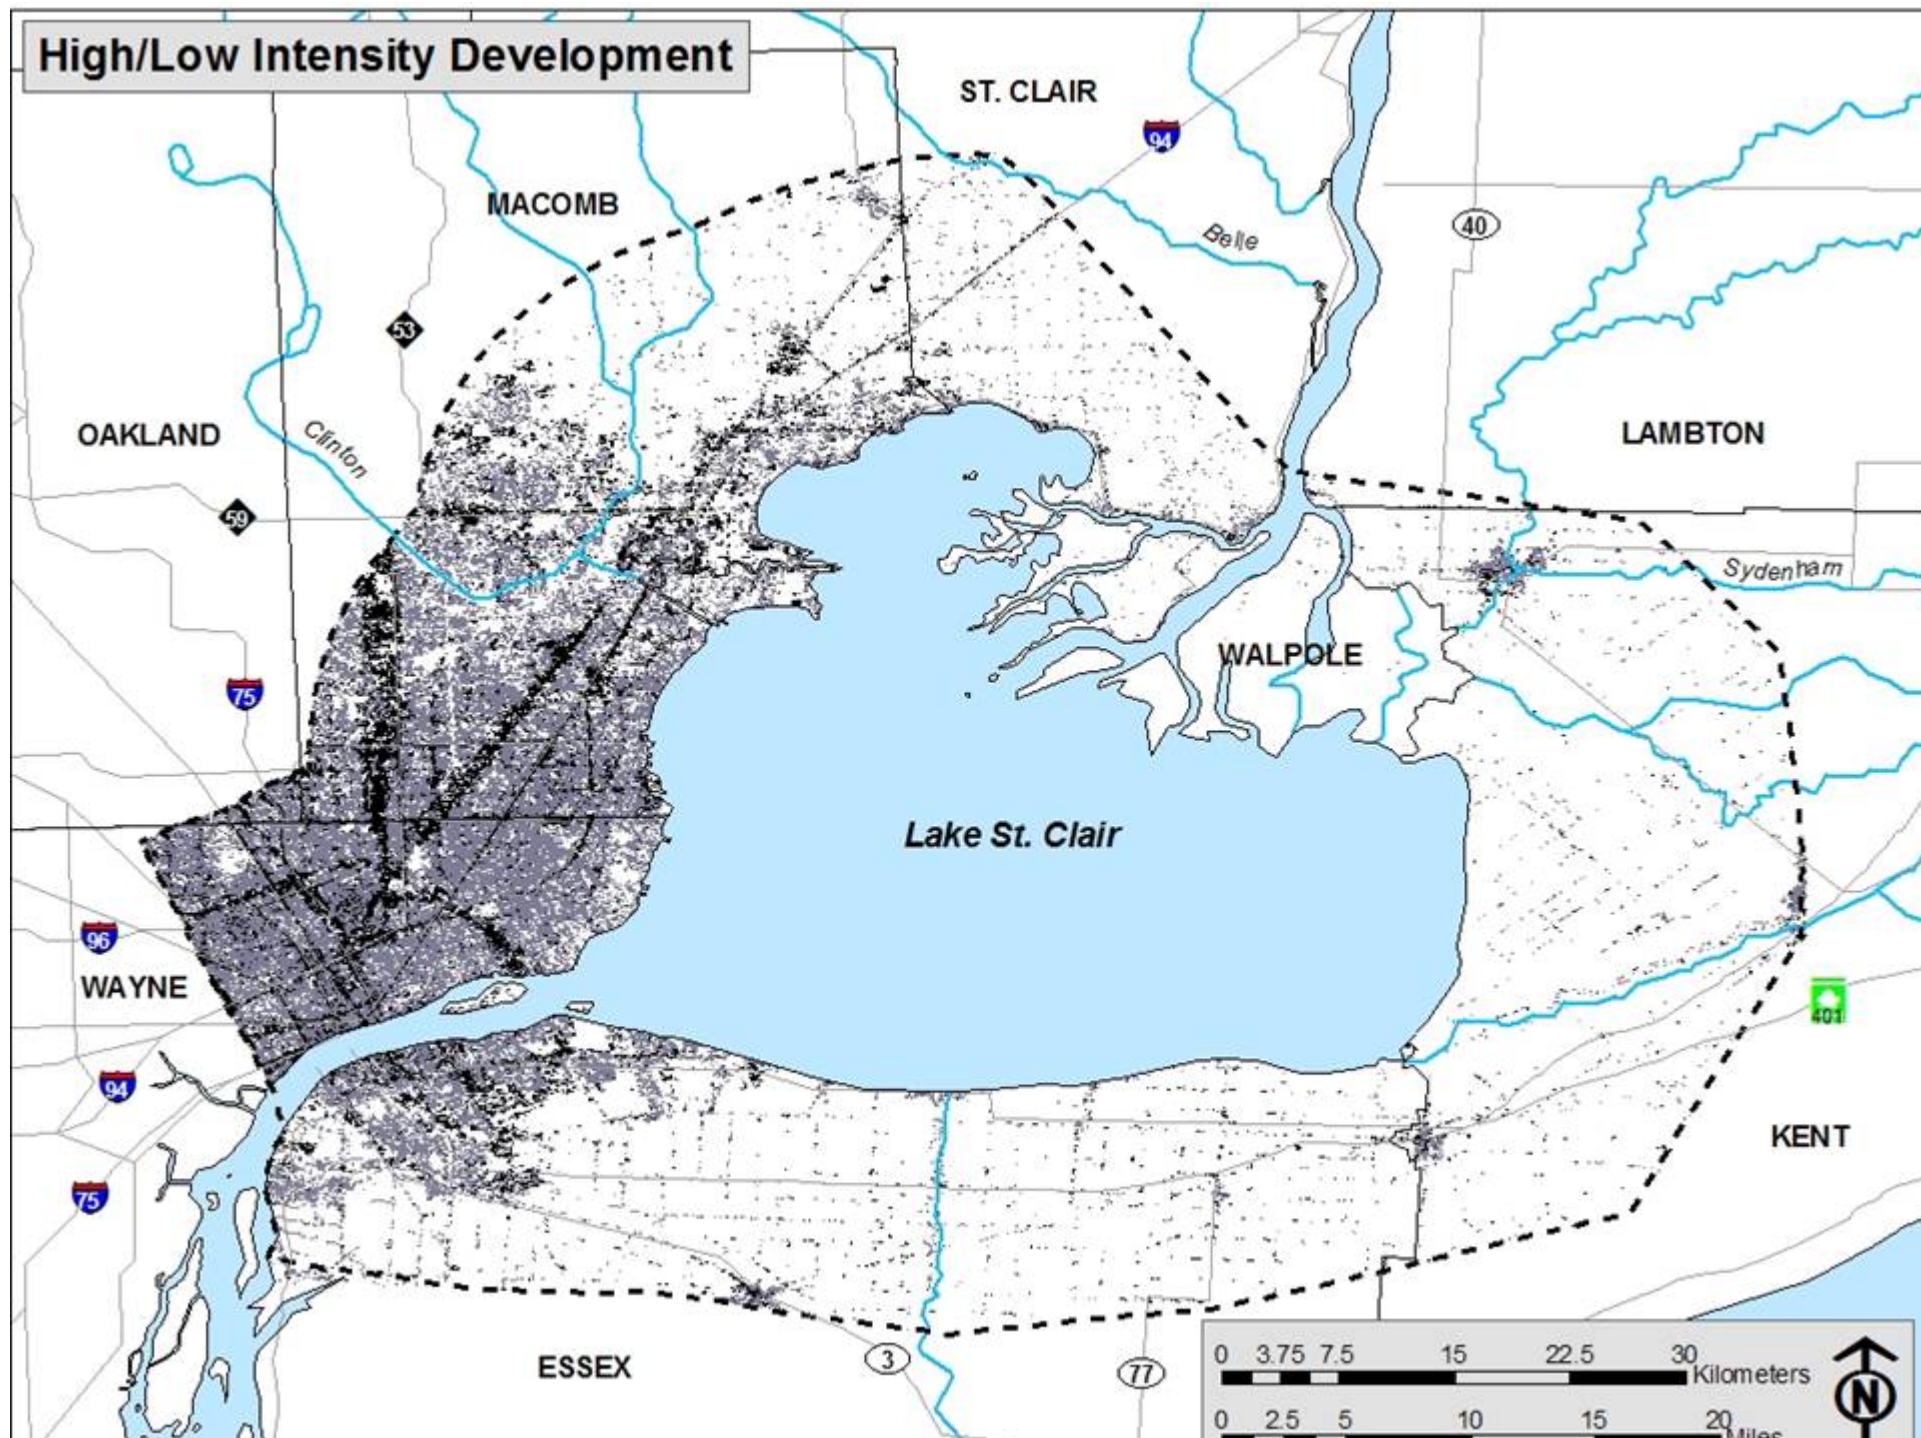 High/Low Intensity Development
ST. CLAIR
94
MACOMB
40
Belle
53
OAKLAND
Clinton
LAMBTON
59
Sydenham
WALPOLE
75
Lake St. Clair
96
WAYNE
401
94
KENT
75
ESSEX
3
77
0 3.75 7.5 15 22.5 30
Kilometers
N
0 2.5 5 10 15 20
Miles